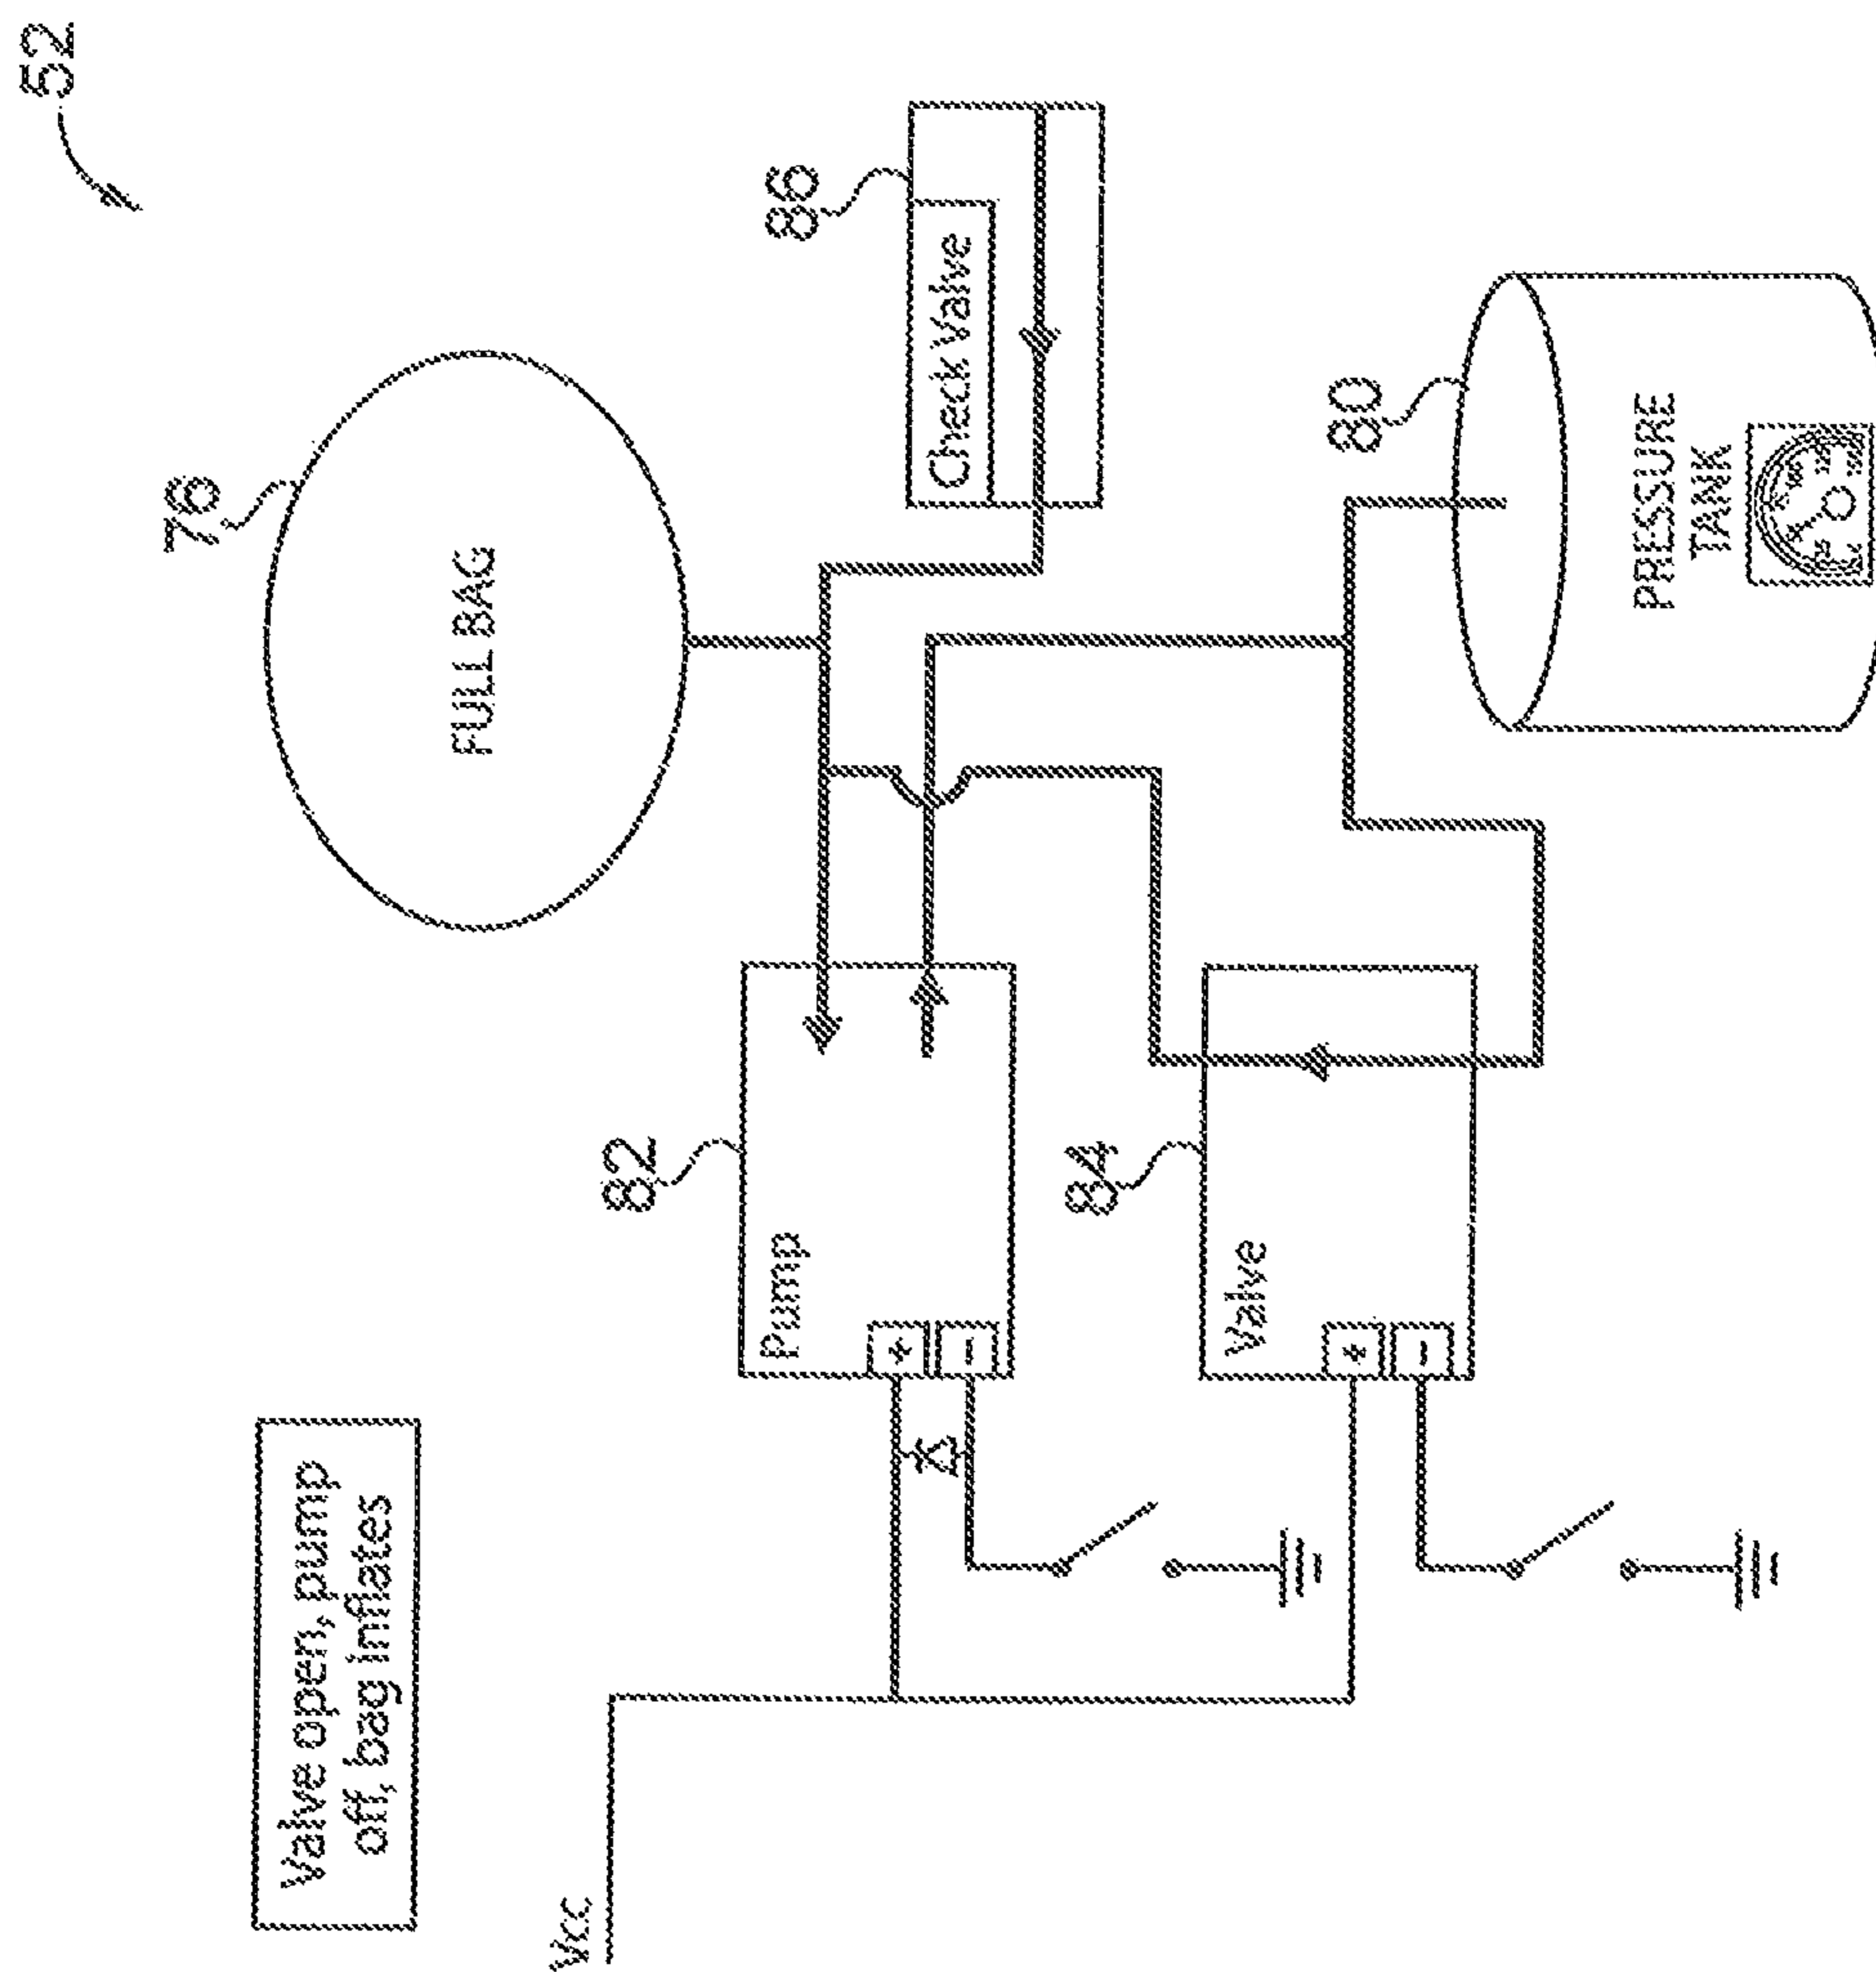 52
Valve open, pump
off, bag inflates
76
FULL BAG
Vcc
82
Pump
+
-
86
Check Valve
84
Valve
+
-
80
PRESSURE
TANK